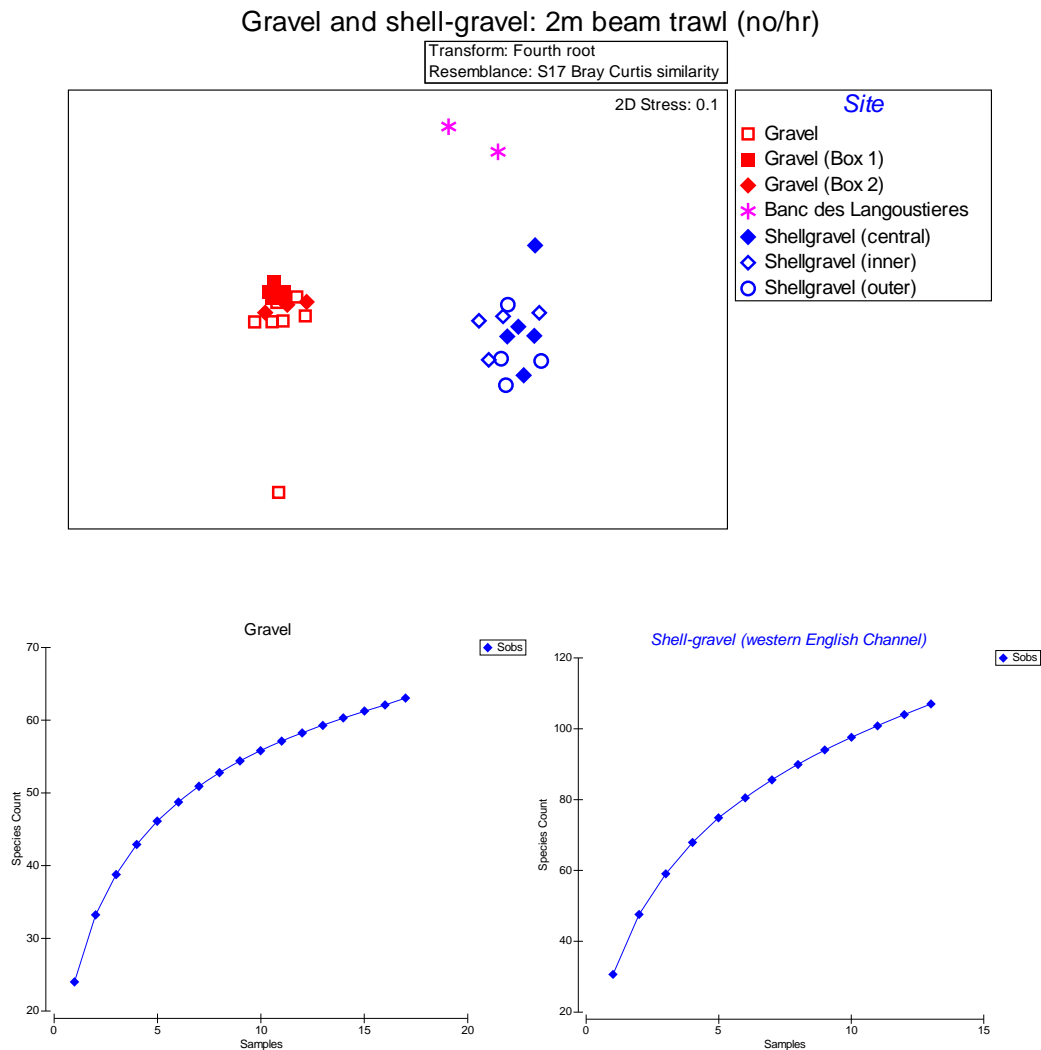 Gravel and shell-gravel: 2m beam trawl (no/hr)
Transform: Fourth root
Resemblance: S17 Bray Curtis similarity
2D Stress: 0.1
Site
Gravel
Gravel (Box 1)
Gravel (Box 2)
Banc des Langoustieres
Shellgravel (central)
Shellgravel (inner)
Shellgravel (outer)
Gravel
Sobs
70
60
50
40
30
20
Species Count
0 5 10 15 20
Samples
Shell-gravel (western English Channel)
Sobs
120
100
80
60
40
20
Species Count
0 5 10 15
Samples